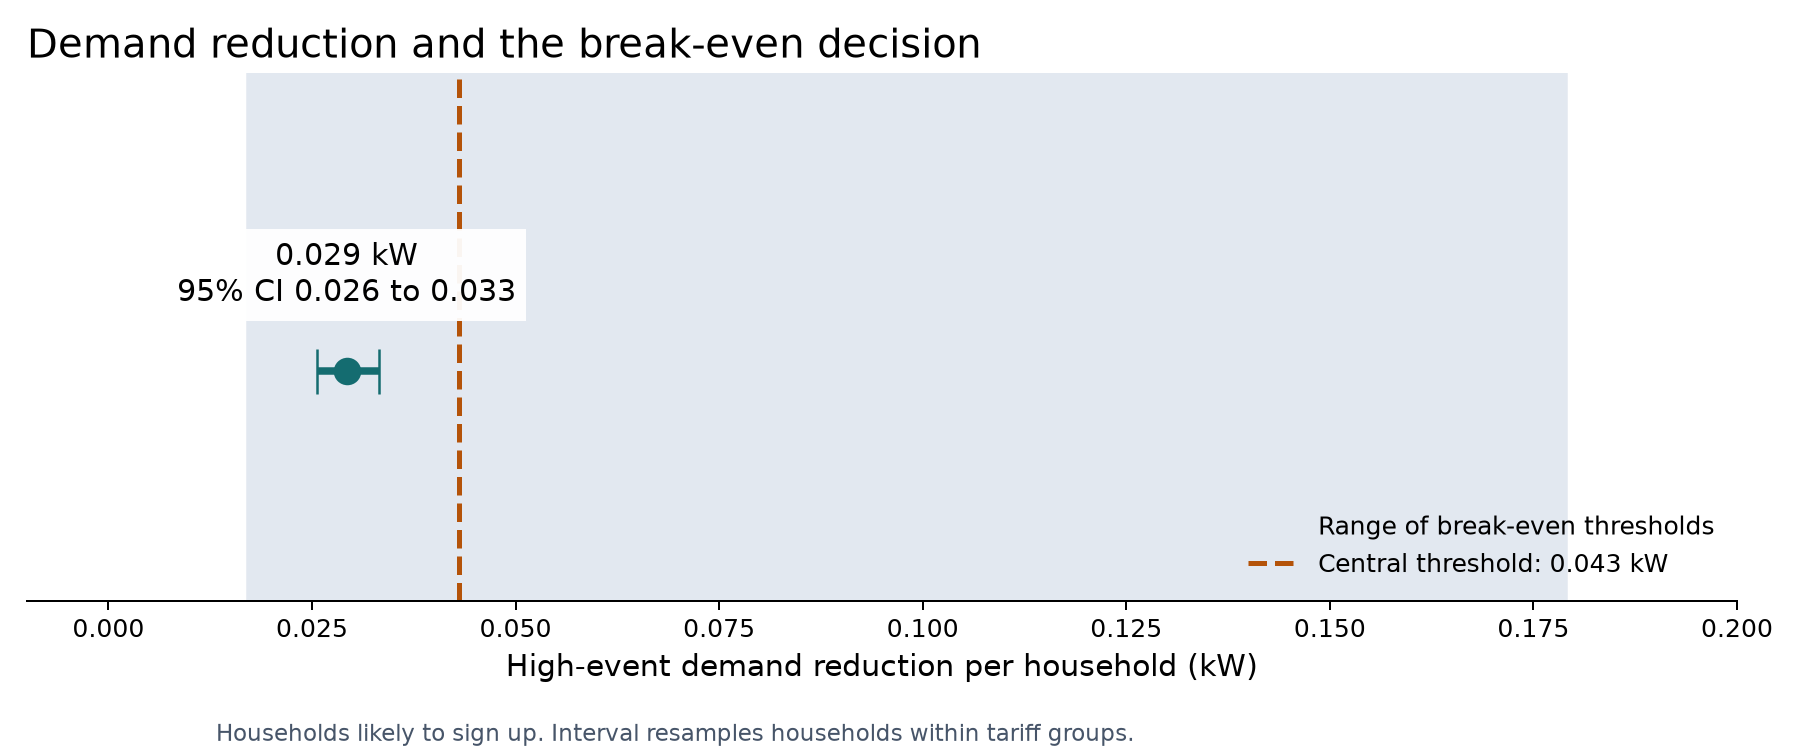 Demand reduction and the break-even decision
0.029 kW
95% CI 0.026 to 0.033
Range of break-even thresholds
Central threshold: 0.043 kW
0.000 0.025 0.050 0.075 0.100 0.125 0.150 0.175 0.200
High-event demand reduction per household (kW)
Households likely to sign up. Interval resamples households within tariff groups.